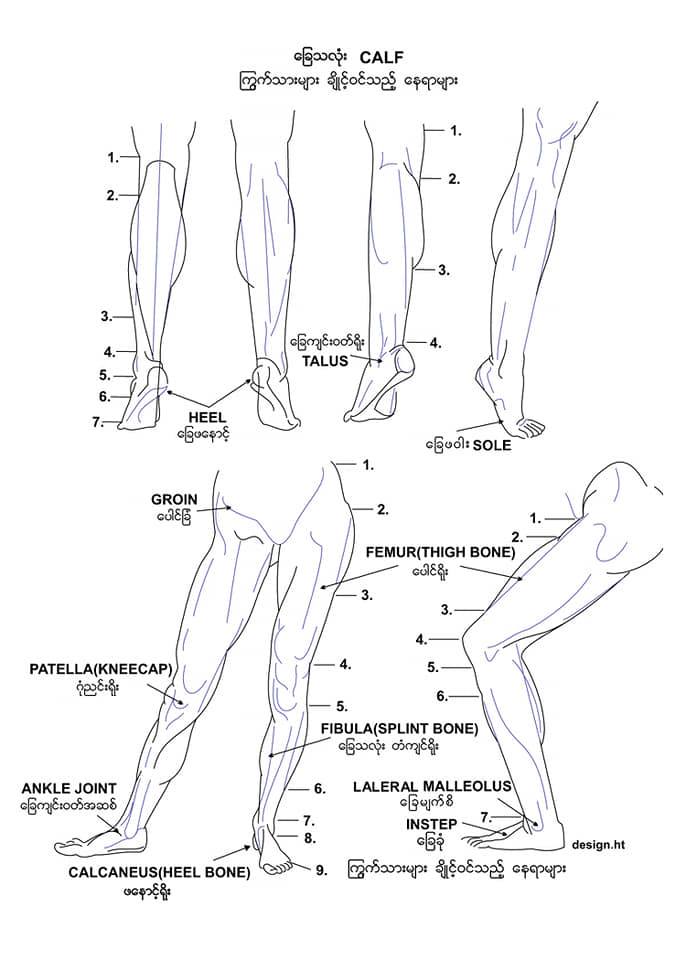 ခြေသလုံး CALF
ကြွက်သားများ ချိုင့်ဝင်သည့် နေရာများ
1.
2.
3.
4.
5.
6.
7.
1.
2.
3.
4.
ခြေကျင်းဝတ်ရိုး
TALUS
HEEL
ခြေဖနောင့်
ခြေဖဝါး SOLE
GROIN
ပေါင်ခြံ
1.
2.
FEMUR(THIGH BONE)
ပေါင်ရိုး
3.
4.
5.
PATELLA(KNEECAP)
ဂုံညင်းရိုး
FIBULA(SPLINT BONE)
ခြေသလုံး တံကျင်ရိုး
6.
7.
8.
9.
ANKLE JOINT
ခြေကျင်းဝတ်အဆစ်
CALCANEUS(HEEL BONE)
ဖနောင့်ရိုး
1.
2.
3.
4.
5.
6.
LALERAL MALLEOLUS
ခြေမျက်စိ
7.
INSTEP
ခြေခုံ
design.ht
ကြွက်သားများ ချိုင့်ဝင်သည့် နေရာများ